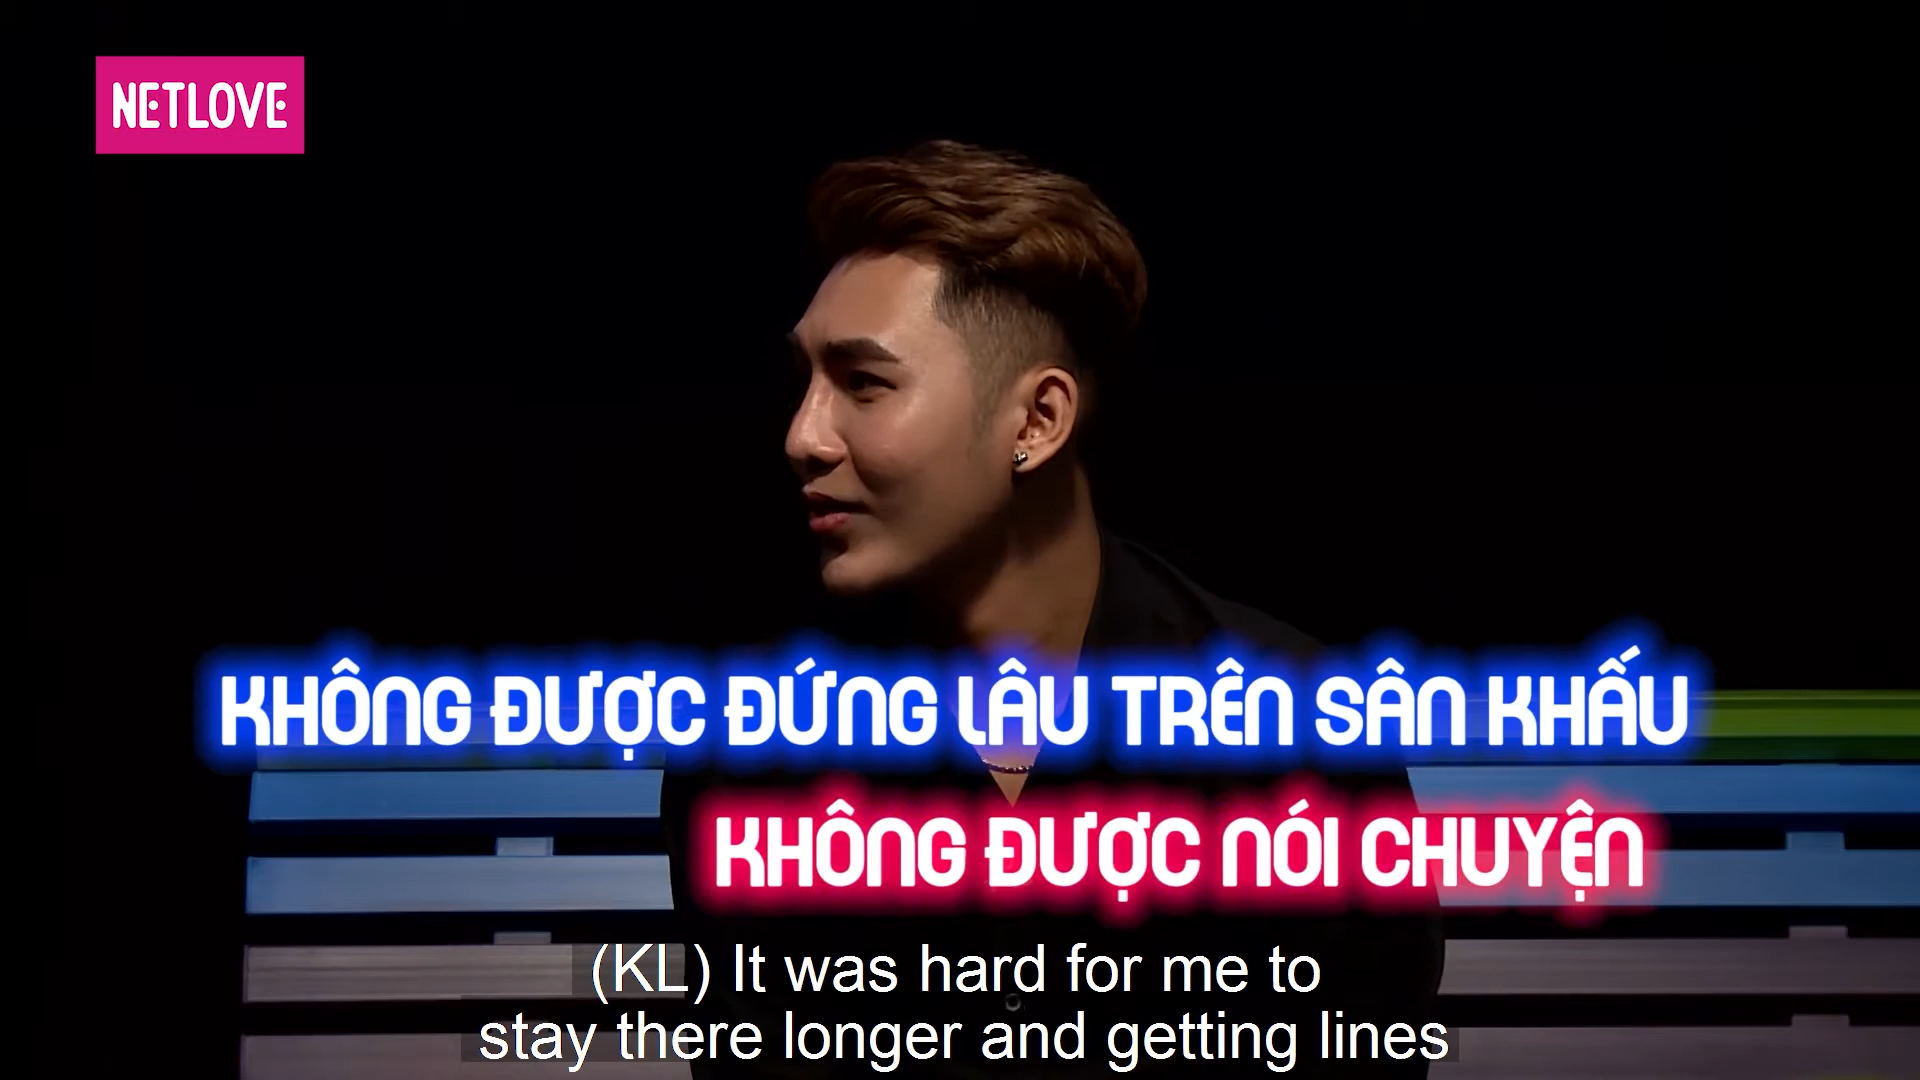 NETLOVE
KHÔNG ĐƯỢC ĐỨNG LÂU TRÊN SÂN KHẤU
KHÔNG ĐƯỢC NÓI CHUYỆN
(KL) It was hard for me to
stay there longer and getting lines